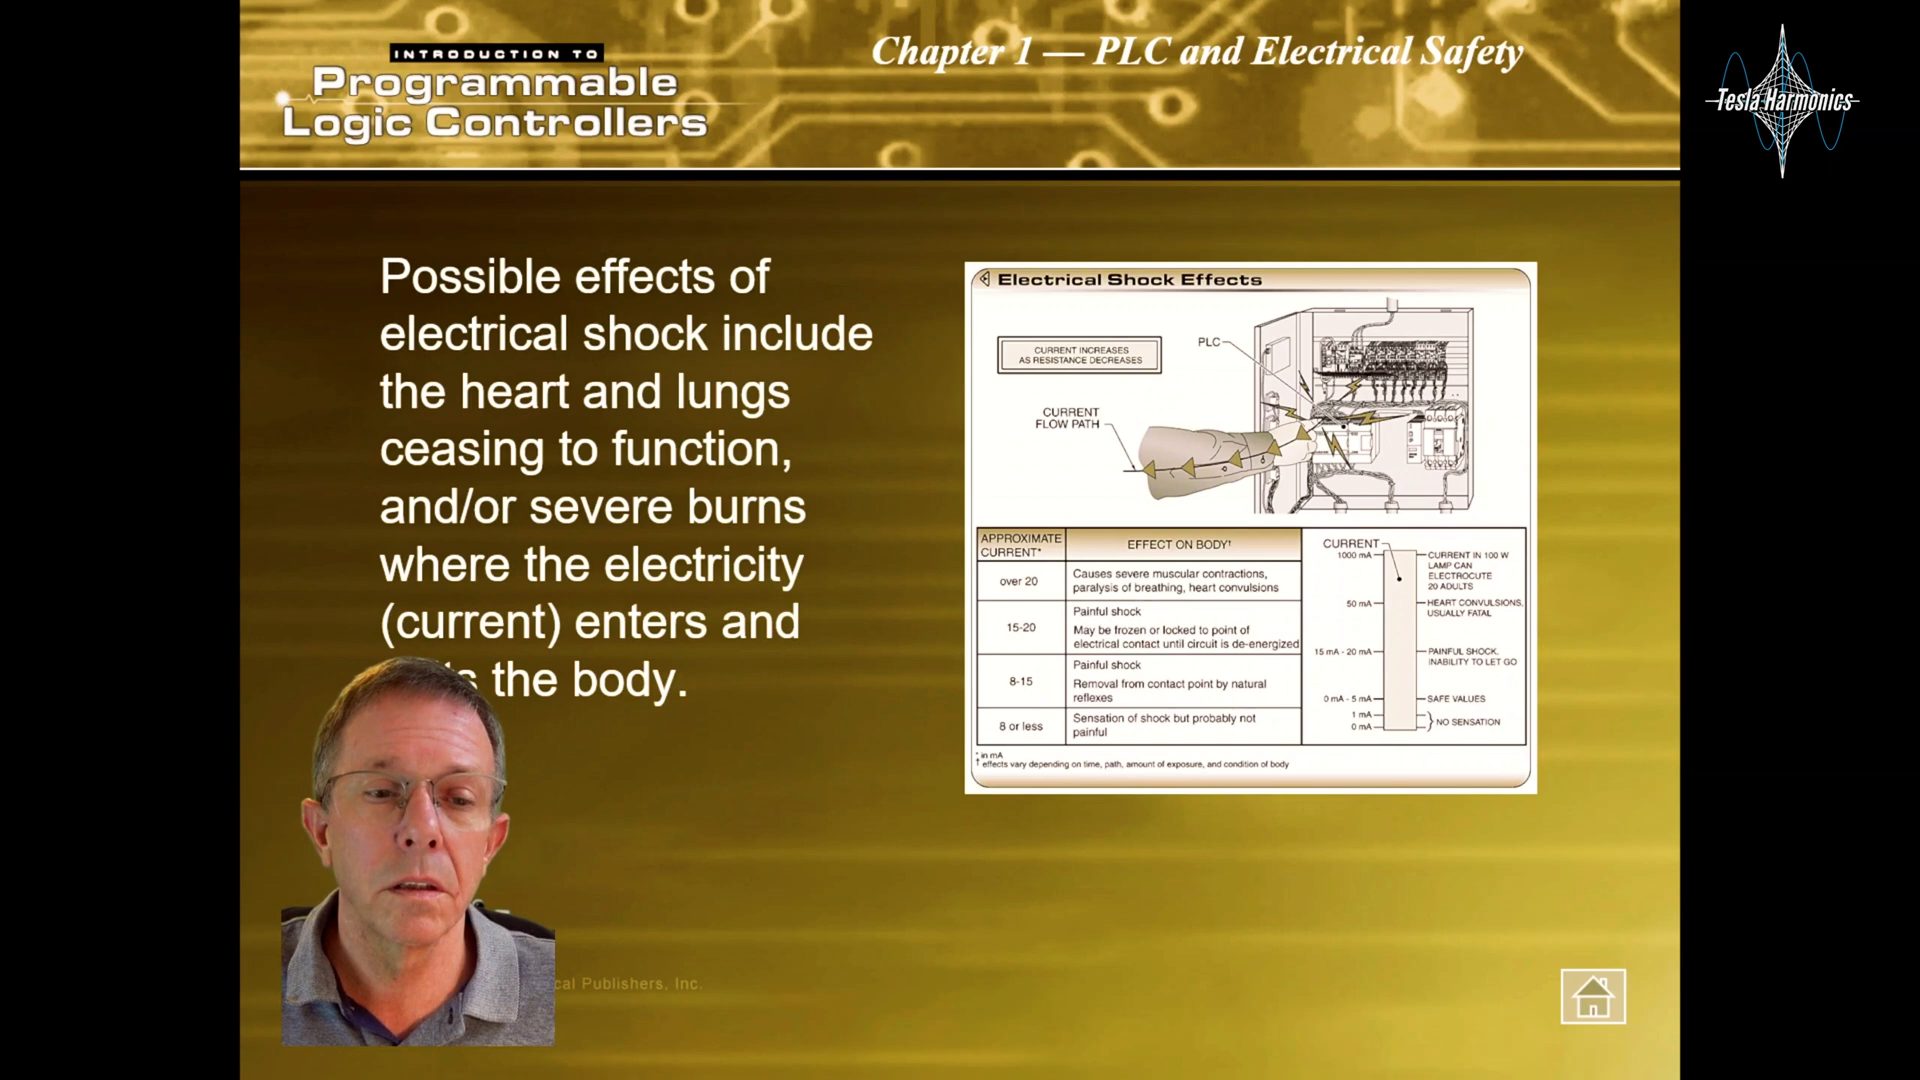 INTRODUCTION TO
Programmable
Logic Controllers
Chapter 1 — PLC and Electrical Safety
Tesla Harmonics
Possible effects of
electrical shock include
the heart and lungs
ceasing to function,
and/or severe burns
where the electricity
(current) enters and
the body.
Electrical Shock Effects
CURRENT INCREASES
AS RESISTANCE DECREASES
PLC
CURRENT
FLOW PATH
APPROXIMATE
CURRENT*
EFFECT ON BODY†
over 20
Causes severe muscular contractions,
paralysis of breathing, heart convulsions
15-20
Painful shock
May be frozen or locked to point of
electrical contact until circuit is de-energized
8-15
Painful shock
Removal from contact point by natural
reflexes
8 or less
Sensation of shock but probably not
painful
CURRENT
1000 mA
CURRENT IN 100 W
LAMP CAN
ELECTROCUTE
20 ADULTS
50 mA
HEART CONVULSIONS,
USUALLY FATAL
15 mA - 20 mA
PAINFUL SHOCK,
INABILITY TO LET GO
0 mA - 5 mA
SAFE VALUES
1 mA
0 mA
NO SENSATION
* in mA
† effects vary depending on time, path, amount of exposure, and condition of body
Publishers, Inc.